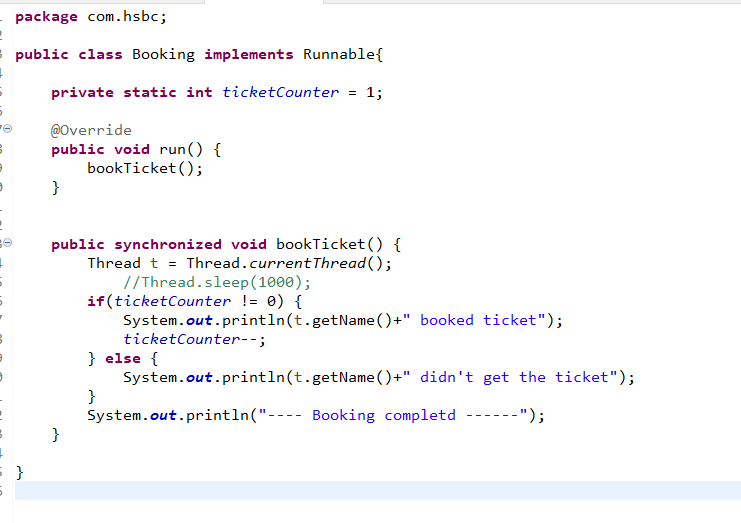 package com.hsbc;
public class Booking implements Runnable{
private static int ticketCounter = 1;
@Override
public void run() {
bookTicket();
}
public synchronized void bookTicket() {
Thread t = Thread.currentThread();
//Thread.sleep(1000);
if(ticketCounter != 0) {
System.out.println(t.getName()+" booked ticket");
ticketCounter--;
} else {
System.out.println(t.getName()+" didn't get the ticket");
}
System.out.println("---- Booking completd ------");
}
}